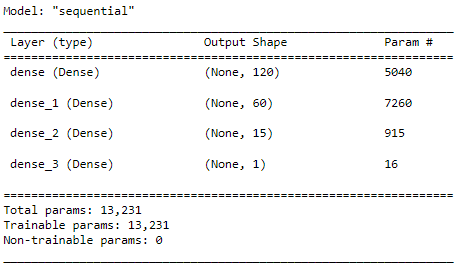 Model: "sequential"
Layer (type) Output Shape Param #
dense (Dense) (None, 120) 5040
dense_1 (Dense) (None, 60) 7260
dense_2 (Dense) (None, 15) 915
dense_3 (Dense) (None, 1) 16
Total params: 13,231
Trainable params: 13,231
Non-trainable params: 0